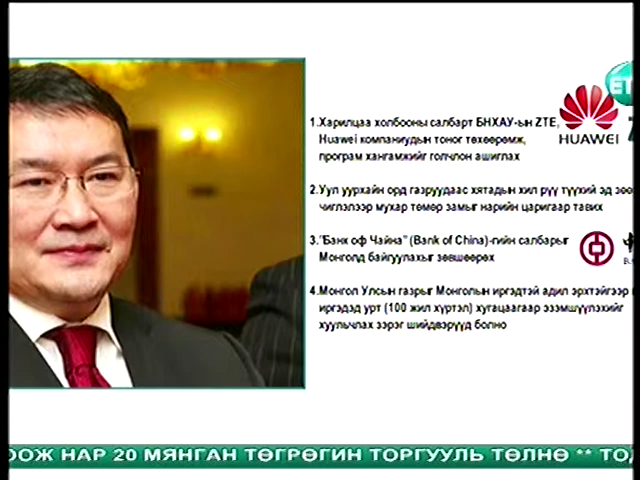 1.Харилцаа холбооны салбарт БНХАУ-ын ZTE,
Huawei компаниудын тоног төхөөрөмж,
програм хангамжийг голчлон ашиглах
HUAWEI
ET
2.Уул уурхайн орд газруудаас хятадын хил рүү түүхий эд зөө
чиглэлээр мухар төмөр замыг нарийн царигаар тавих
3."Банк оф Чайна" (Bank of China)-гийн салбарыг
Монголд байгуулахыг зөвшөөрөх
4.Монгол Улсын газрыг Монголын иргэдтэй адил эрхтэйгээр
иргэдэд урт (100 жил хүртэл) хугацаагаар эзэмшүүлэхийг
хуульчлах зэрэг шийдвэрүүд болно
ООЖ НАР 20 МЯНГАН ТӨГРӨГИН ТОРГУУЛЬ ТӨЛНӨ ** ТО